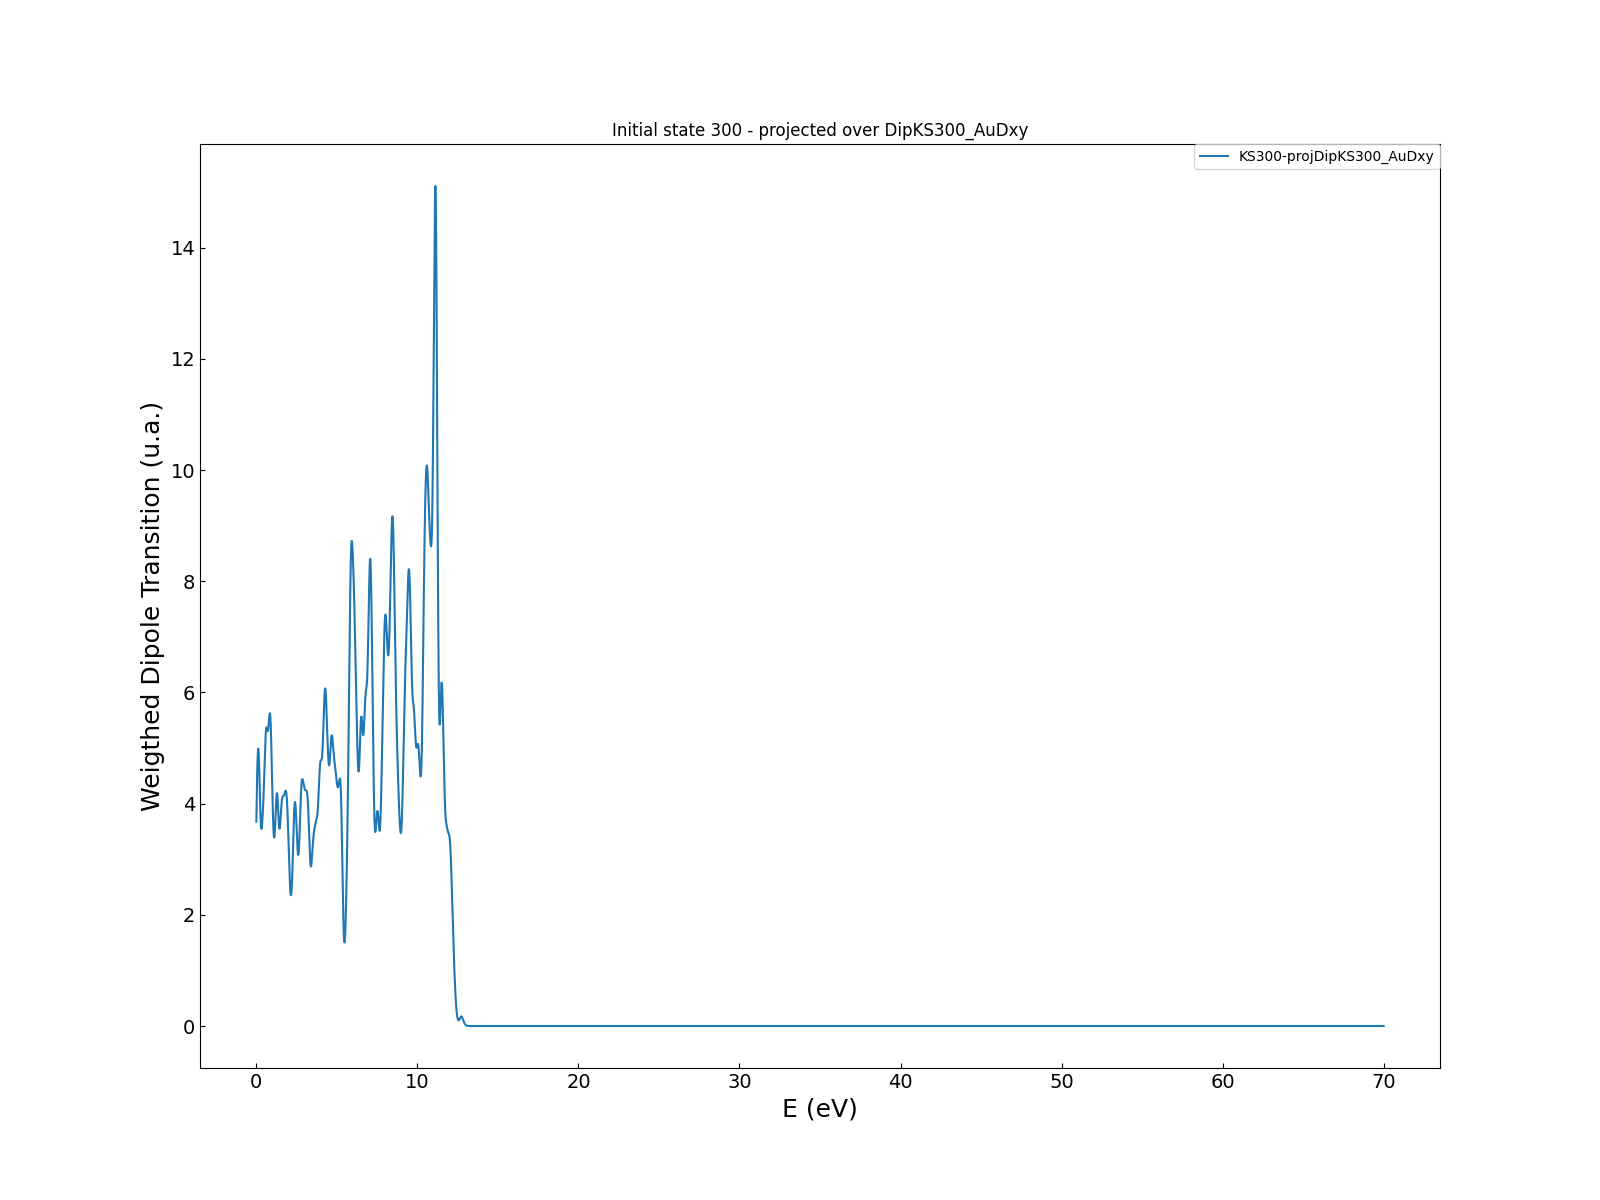 Initial state 300 - projected over DipKS300_AuDxy
KS300-projDipKS300_AuDxy
Weigthed Dipole Transition (u.a.)
14
12
10
8
6
4
2
0
0 10 20 30 40 50 60 70
E (eV)